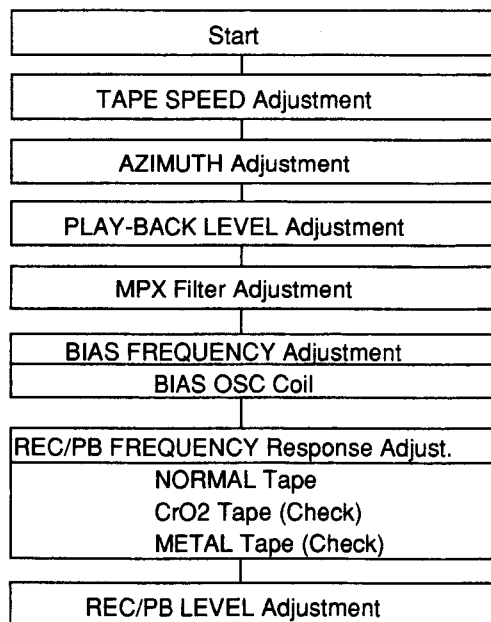 Start
TAPE SPEED Adjustment
AZIMUTH Adjustment
PLAY-BACK LEVEL Adjustment
MPX Filter Adjustment
BIAS FREQUENCY Adjustment
BIAS OSC Coil
REC/PB FREQUENCY Response Adjust.
NORMAL Tape
CrO2 Tape (Check)
METAL Tape (Check)
REC/PB LEVEL Adjustment